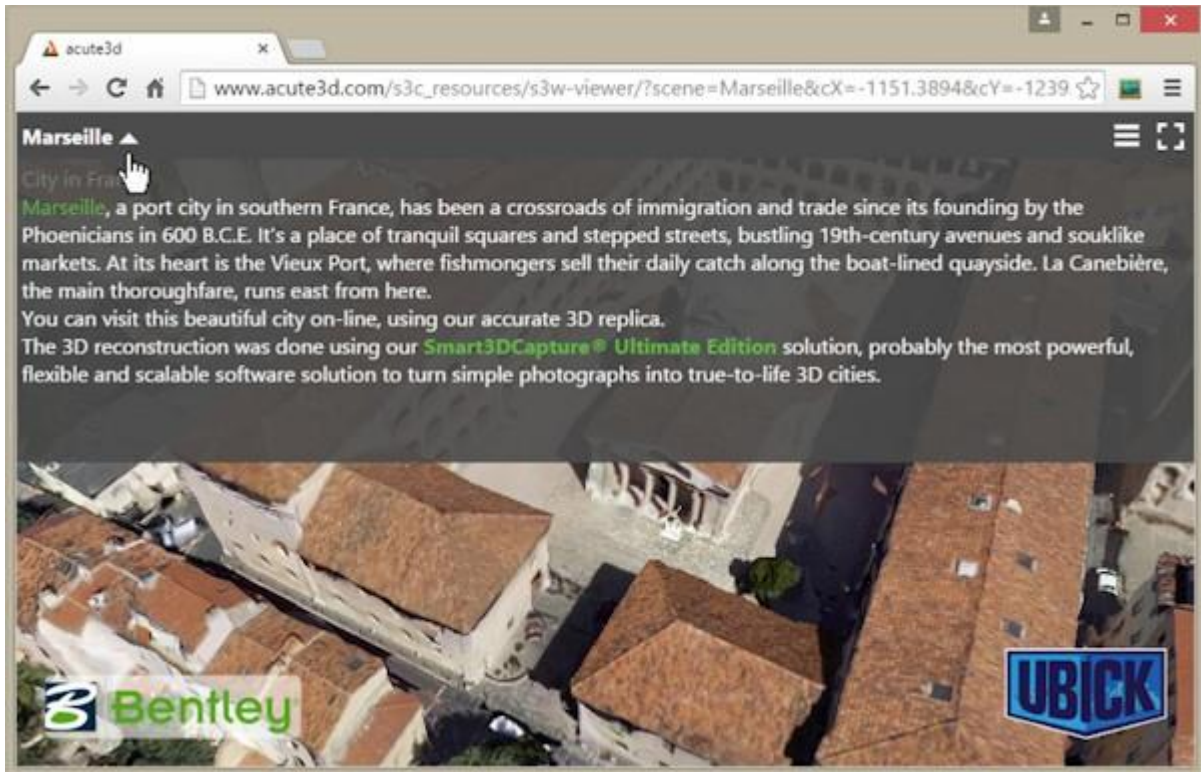 acute3d
www.acute3d.com/s3c_resources/s3w-viewer/?scene=Marseille&cX=-1151.3894&cY=-1239
Marseille
City in
Marseille, a port city in southern France, has been a crossroads of immigration and trade since its founding by the
Phoenicians in 600 B.C.E. It's a place of tranquil squares and stepped streets, bustling 19th-century avenues and souklike
markets. At its heart is the Vieux Port, where fishmongers sell their daily catch along the boat-lined quayside. La Canebière,
the main thoroughfare, runs east from here.
You can visit this beautiful city on-line, using our accurate 3D replica.
The 3D reconstruction was done using our Smart3DCapture® Ultimate Edition solution, probably the most powerful,
flexible and scalable software solution to turn simple photographs into true-to-life 3D cities.
Bentley
UBICK